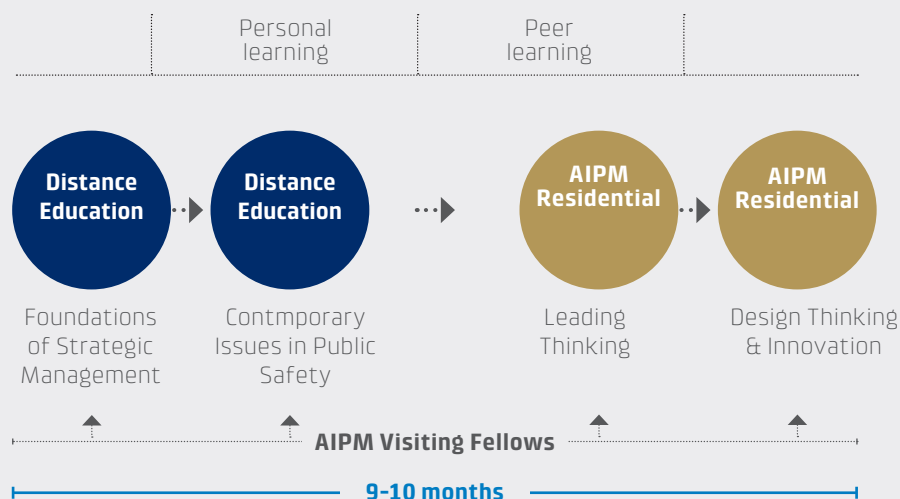 Personal
learning
Peer
learning
Distance
Education
Distance
Education
AIPM
Residential
AIPM
Residential
Foundations
of Strategic
Management
Contmporary
Issues in Public
Safety
Leading
Thinking
Design Thinking
& Innovation
AIPM Visiting Fellows
9-10 months